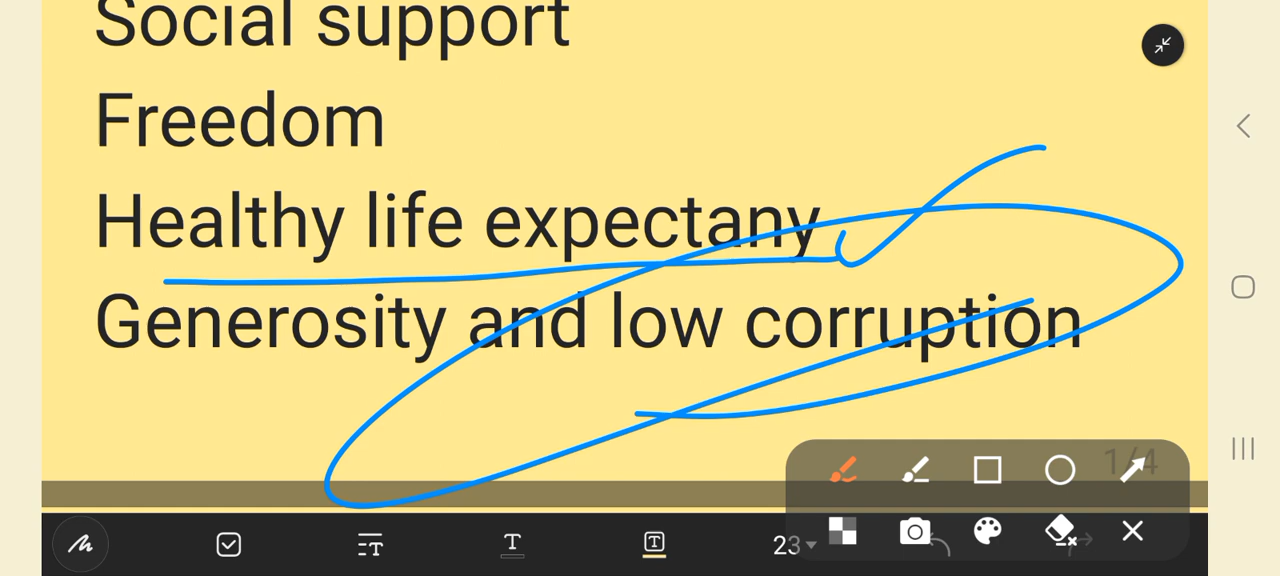 Social support
Freedom
Healthy life expectany
Generosity and low corruption
1/4
23